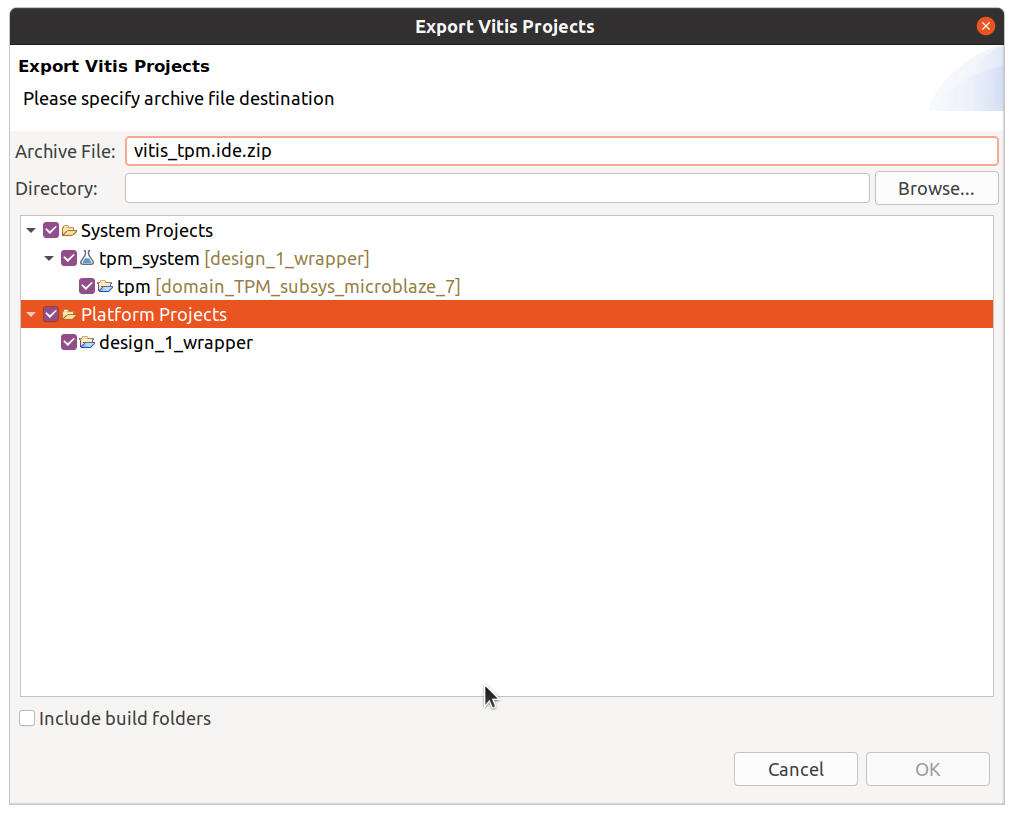 Export Vitis Projects
Export Vitis Projects
Please specify archive file destination
Archive File: vitis_tpm.ide.zip
Directory: Browse...
System Projects
tpm_system [design_1_wrapper]
tpm [domain_TPM_subsys_microblaze_7]
Platform Projects
design_1_wrapper
Include build folders
Cancel OK